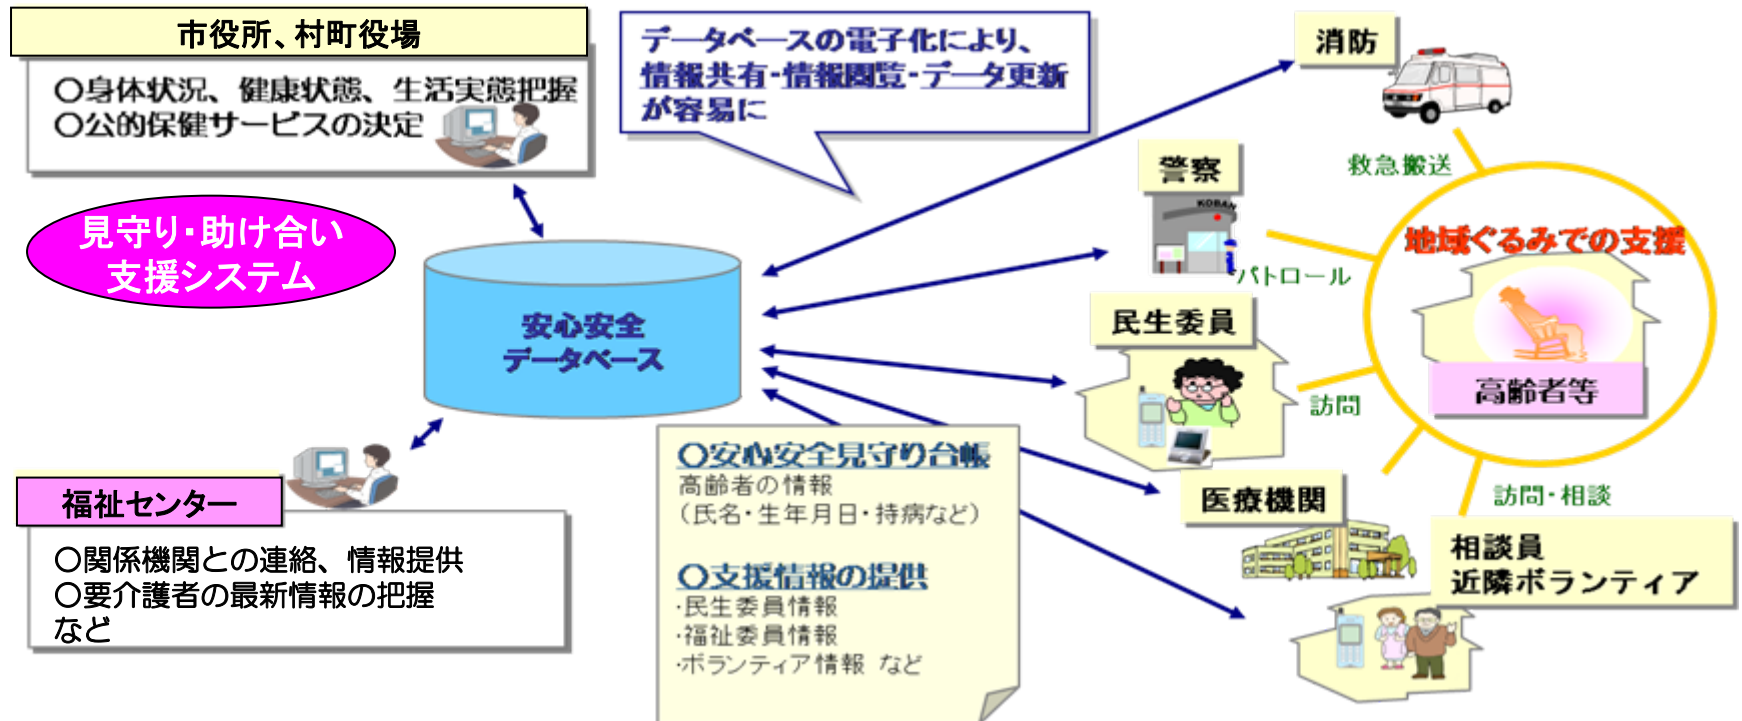 市役所、村町役場
〇身体状況、健康状態、生活実態把握
〇公的保健サービスの決定
見守り・助け合い
支援システム
データベースの電子化により、
情報共有・情報閲覧・データ更新
が容易に
安心安全
データベース
福祉センター
〇関係機関との連絡、情報提供
〇要介護者の最新情報の把握
など
〇安心安全見守り台帳
高齢者の情報
（氏名・生年月日・持病など）
〇支援情報の提供
・民生委員情報
・福祉委員情報
・ボランティア情報 など
消防
救急搬送
警察
KOBAN
パトロール
民生委員
訪問
医療機関
訪問・相談
相談員
近隣ボランティア
地域ぐるみでの支援
高齢者等